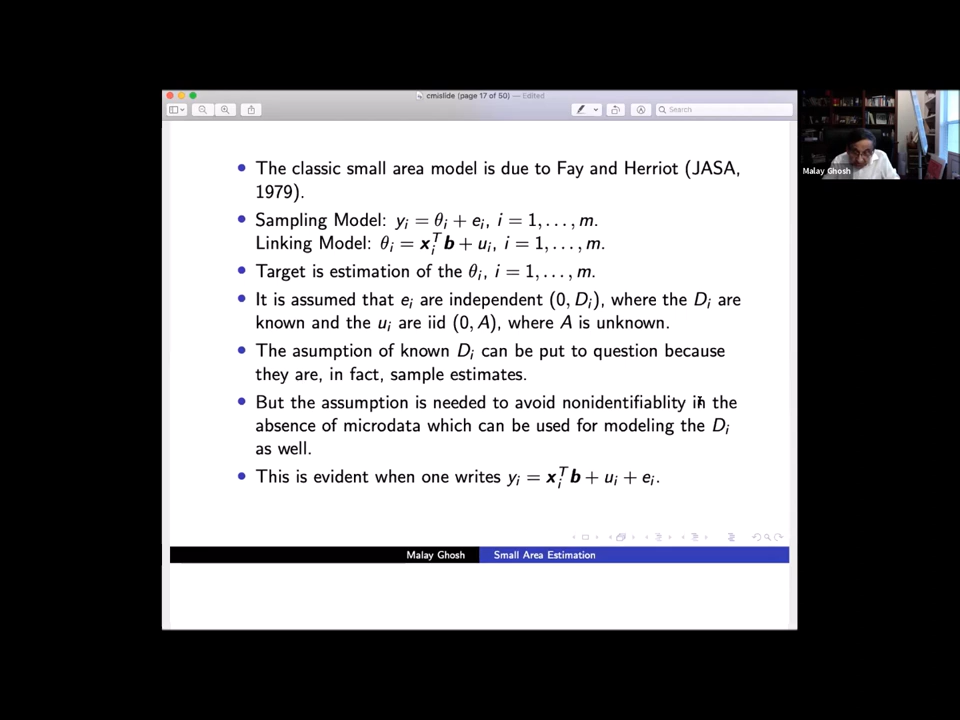 cmislide (page 17 of 50) — Edited
Search
• The classic small area model is due to Fay and Herriot (JASA,
1979).
• Sampling Model: yᵢ = θᵢ + eᵢ, i = 1, . . . , m.
Linking Model: θᵢ = xᵢᵀb + uᵢ, i = 1, . . . , m.
• Target is estimation of the θᵢ, i = 1, . . . , m.
• It is assumed that eᵢ are independent (0, Dᵢ), where the Dᵢ are
known and the uᵢ are iid (0, A), where A is unknown.
• The asumption of known Dᵢ can be put to question because
they are, in fact, sample estimates.
• But the assumption is needed to avoid nonidentifiablity in the
absence of microdata which can be used for modeling the Dᵢ
as well.
• This is evident when one writes yᵢ = xᵢᵀb + uᵢ + eᵢ.
Malay Ghosh Small Area Estimation
Malay Ghosh